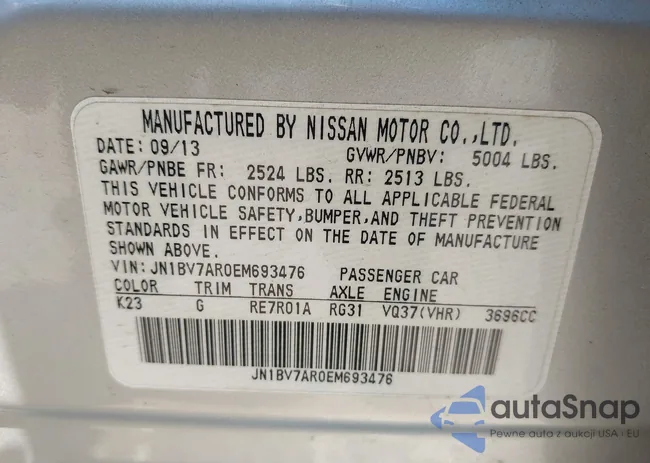 MANUFACTURED BY NISSAN MOTOR CO.,LTD.
DATE: 09/13 GVWR/PNBV: 5004 LBS.
GAWR/PNBE FR: 2524 LBS. RR: 2513 LBS.
THIS VEHICLE CONFORMS TO ALL APPLICABLE FEDERAL
MOTOR VEHICLE SAFETY,BUMPER,AND THEFT PREVENTION
STANDARDS IN EFFECT ON THE DATE OF MANUFACTURE
SHOWN ABOVE.
VIN: JN1BV7AR0EM693476 PASSENGER CAR
COLOR TRIM TRANS AXLE ENGINE
K23 G RE7R01A RG31 VQ37(VHR) 3696CC
JN1BV7AR0EM693476
autoSnap
Pewne auta z aukcji USA i EU